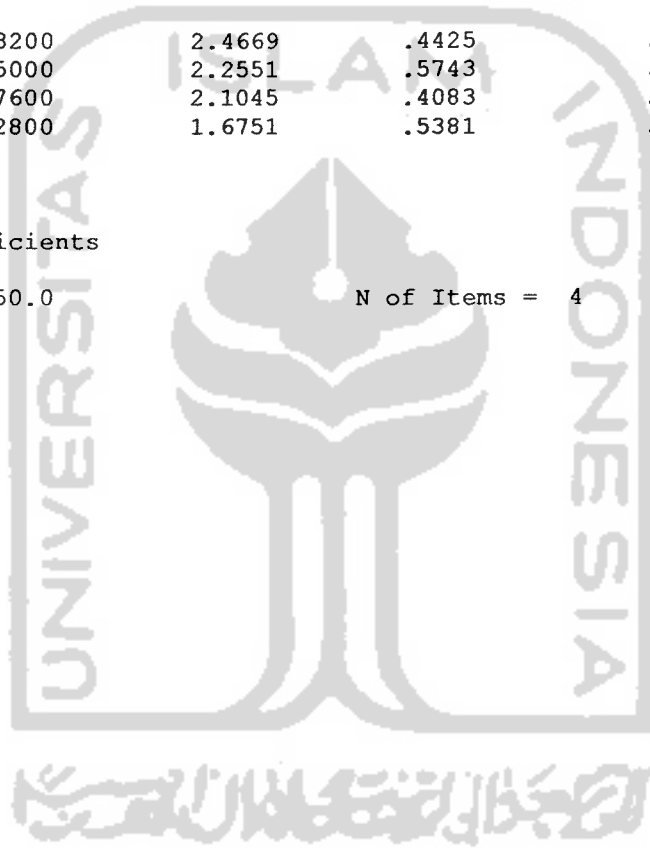 3200 2.4669 .4425 .
5000 2.2551 .5743 .
7600 2.1045 .4083 .
2800 1.6751 .5381 .
icients
50.0 N of Items = 4
UNIVERSITAS
ISLAM
INDONESIA